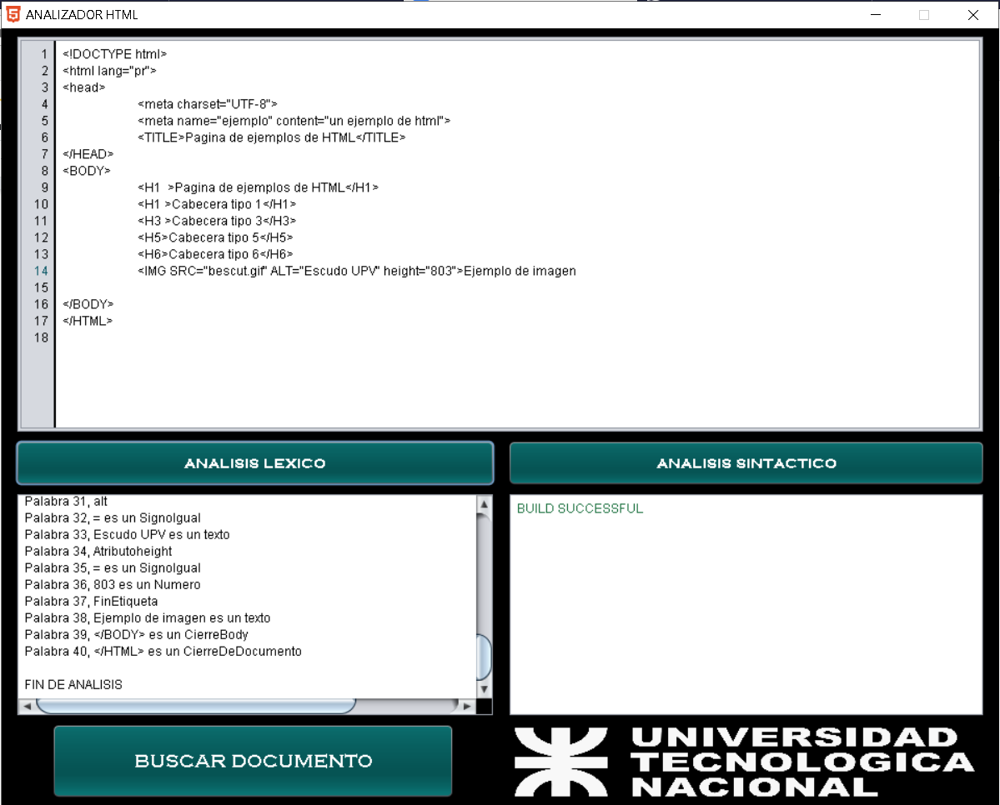 ANALIZADOR HTML
1 <!DOCTYPE html>
2 <html lang="pr">
3 <head>
4 <meta charset="UTF-8">
5 <meta name="ejemplo" content="un ejemplo de html">
6 <TITLE>Pagina de ejemplos de HTML</TITLE>
7 </HEAD>
8 <BODY>
9 <H1  >Pagina de ejemplos de HTML</H1>
10 <H1 >Cabecera tipo 1</H1>
11 <H3 >Cabecera tipo 3</H3>
12 <H5>Cabecera tipo 5</H5>
13 <H6>Cabecera tipo 6</H6>
14 <IMG SRC="bescut.gif" ALT="Escudo UPV" height="803">Ejemplo de imagen
15
16 </BODY>
17 </HTML>
18
ANALISIS LEXICO
ANALISIS SINTACTICO
Palabra 31, alt
Palabra 32, = es un SignoIgual
Palabra 33, Escudo UPV es un texto
Palabra 34, Atributoheight
Palabra 35, = es un SignoIgual
Palabra 36, 803 es un Numero
Palabra 37, FinEtiqueta
Palabra 38, Ejemplo de imagen es un texto
Palabra 39, </BODY> es un CierreBody
Palabra 40, </HTML> es un CierreDeDocumento
FIN DE ANALISIS
BUILD SUCCESSFUL
BUSCAR DOCUMENTO
UNIVERSIDAD
TECNOLOGICA
NACIONAL